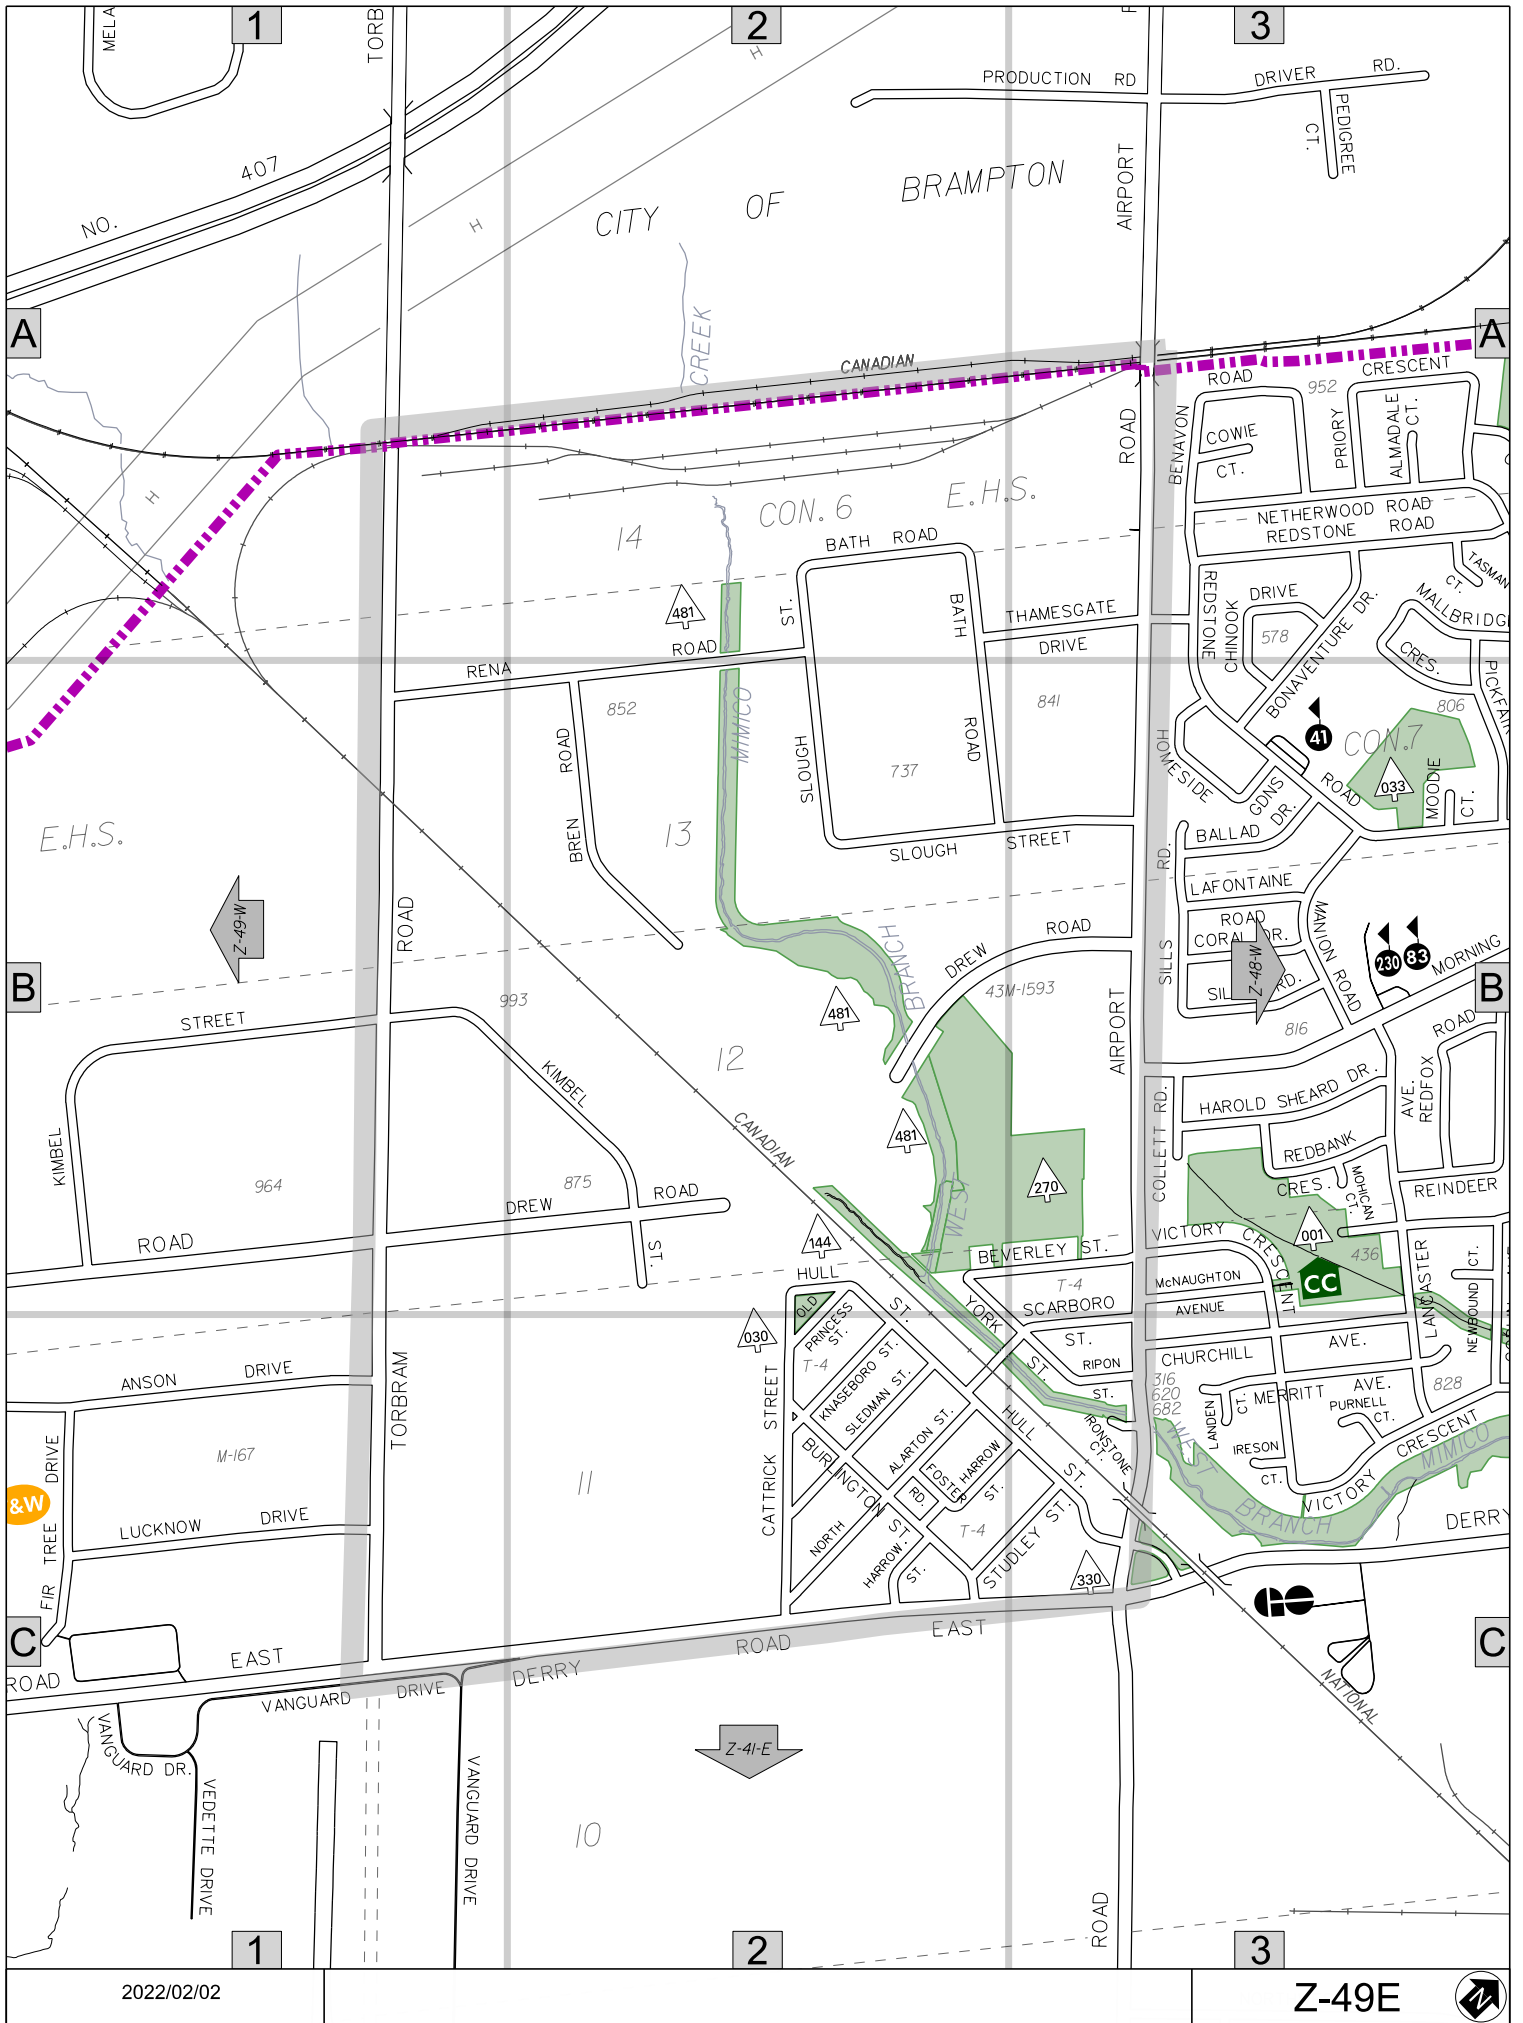 1
2
3
MELA
TORB
PRODUCTION RD
DRIVER RD.
PEDIGREE
CT.
AIRPORT
NO. 407
H
H
CITY OF BRAMPTON
CREEK
A
A
CANADIAN
ROAD
952
CRESCENT
BENAVON
COWIE
CT.
PRIORY
ALMADALE
CT.
ROAD
H
CON. 6 E.H.S.
14
NETHERWOOD ROAD
REDSTONE ROAD
BATH ROAD
TASMAN
CT.
481
ST.
BATH
THAMESGATE
DRIVE
REDSTONE
CHINOOK
DRIVE
578
BONAVENTURE DR.
MALLBRIDG
CRES.
PICKFAI
RENA ROAD
852
MIMICO
841
806
41
CON.7
ROAD
BREN
SLOUGH
737
ROAD
HOMESIDE
GDNS
ROAD
033
MOODIE
CT.
E.H.S.
13
SLOUGH STREET
RD.
BALLAD DR.
LAFONTAINE
ROAD
CORAL DR.
Z-49-W
ROAD
BRANCH
DREW ROAD
SILLS
Z-48-W
MANION ROAD
230
83
MORNING
B
B
993
43M-1593
RD.
816
STREET
481
AIRPORT
ROAD
12
KIMBEL
CANADIAN
HAROLD SHEARD DR.
AVE.
REDFOX
KIMBEL
481
COLLETT RD.
REDBANK
CRES.
MOHICAN
CT.
964
875
270
REINDEER
DREW ROAD
WEST
ROAD
ST.
144
VICTORY CRESCENT
001
436
BEVERLEY ST.
HULL
T-4
McNAUGHTON
CC
LANCASTER
NEWBOUND CT.
OLD
ST.
YORK
SCARBORO
AVENUE
030
PRINCESS
ST.
ST.
AVE.
T-4
ST.
RIPON
CHURCHILL
ANSON DRIVE
TORBRAM
KNASEBORO ST.
ST.
316
620
682
AVE.
828
SLEDMAN ST.
MERRITT
PURNELL
CT.
CATTRICK STREET
ALARTON ST.
HULL
IRONSTONE
CT.
LANDEN
CT.
CRESCENT
M-167
BURLINGTON
HARROW
WEST
IRESON
CT.
MIMICO
&W
FIR TREE DRIVE
11
FOSTER
RD.
ST.
ST.
VICTORY
LUCKNOW DRIVE
NORTH
ST.
T-4
BRANCH
DERRY
HARROW.
ST.
STUDLEY ST.
330
C
C
ROAD EAST
DERRY ROAD EAST
NATIONAL
VANGUARD DRIVE
VANGUARD DR.
Z-41-E
VEDETTE DRIVE
VANGUARD DRIVE
10
ROAD
1
2
3
2022/02/02
Z-49E
N